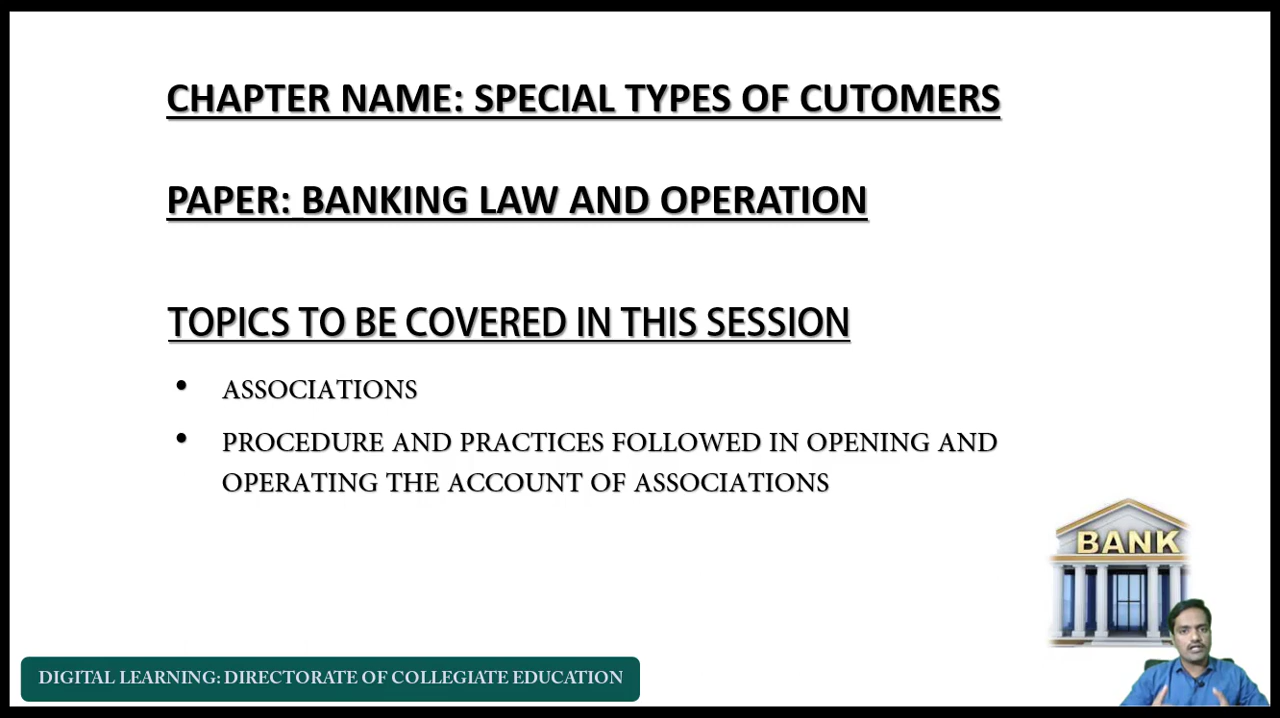 CHAPTER NAME: SPECIAL TYPES OF CUTOMERS
PAPER: BANKING LAW AND OPERATION
TOPICS TO BE COVERED IN THIS SESSION
• ASSOCIATIONS
• PROCEDURE AND PRACTICES FOLLOWED IN OPENING AND
OPERATING THE ACCOUNT OF ASSOCIATIONS
BANK
DIGITAL LEARNING: DIRECTORATE OF COLLEGIATE EDUCATION